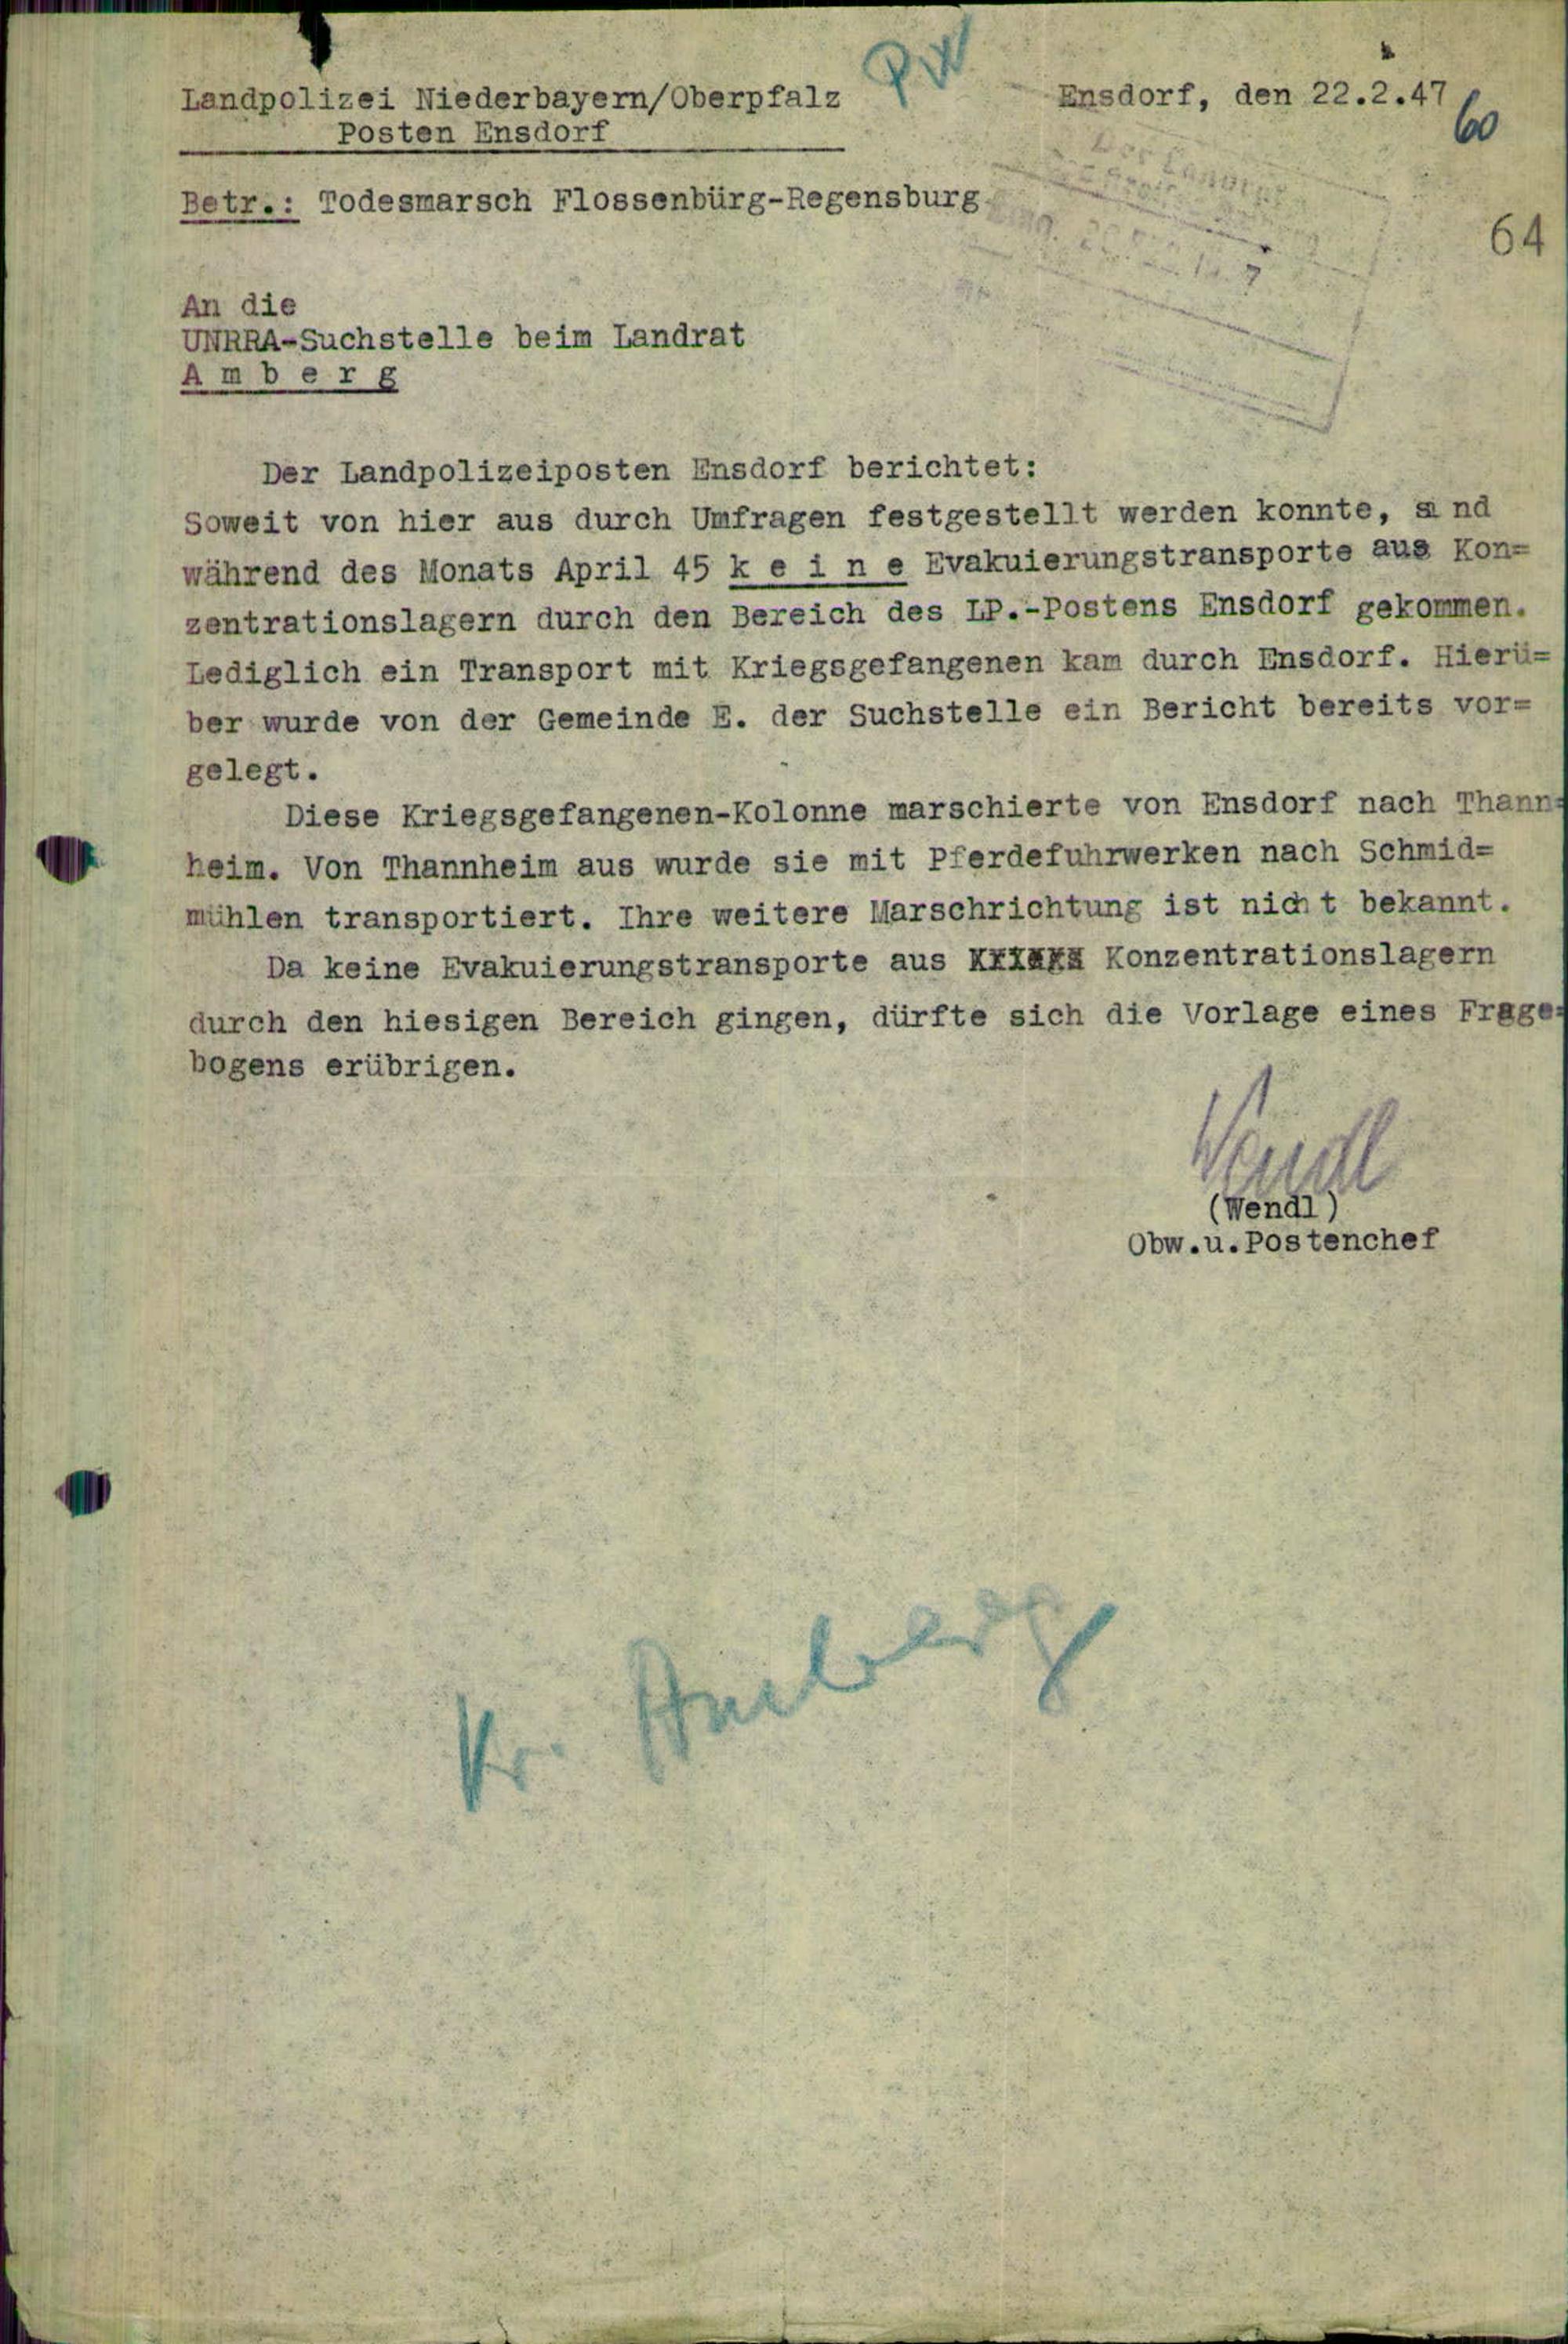 Landpolizei Niederbayern/Oberpfalz
Posten Ensdorf
Ensdorf, den 22.2.47
60
Betr.: Todesmarsch Flossenbürg-Regensburg
64
An die
UNRRA-Suchstelle beim Landrat
A m b e r g
Der Landpolizeiposten Ensdorf berichtet:
Soweit von hier aus durch Umfragen festgestellt werden konnte, sind
während des Monats April 45 k e i n e Evakuierungstransporte aus Kon=
zentrationslagern durch den Bereich des LP.-Postens Ensdorf gekommen.
Lediglich ein Transport mit Kriegsgefangenen kam durch Ensdorf. Hierü=
ber wurde von der Gemeinde E. der Suchstelle ein Bericht bereits vor=
gelegt.
Diese Kriegsgefangenen-Kolonne marschierte von Ensdorf nach Thann=
heim. Von Thannheim aus wurde sie mit Pferdefuhrwerken nach Schmid=
mühlen transportiert. Ihre weitere Marschrichtung ist nicht bekannt.
Da keine Evakuierungstransporte aus Konzentrationslagern
durch den hiesigen Bereich gingen, dürfte sich die Vorlage eines Frage=
bogens erübrigen.
Wendl
(Wendl)
Obw.u.Postenchef
Kr. Amberg